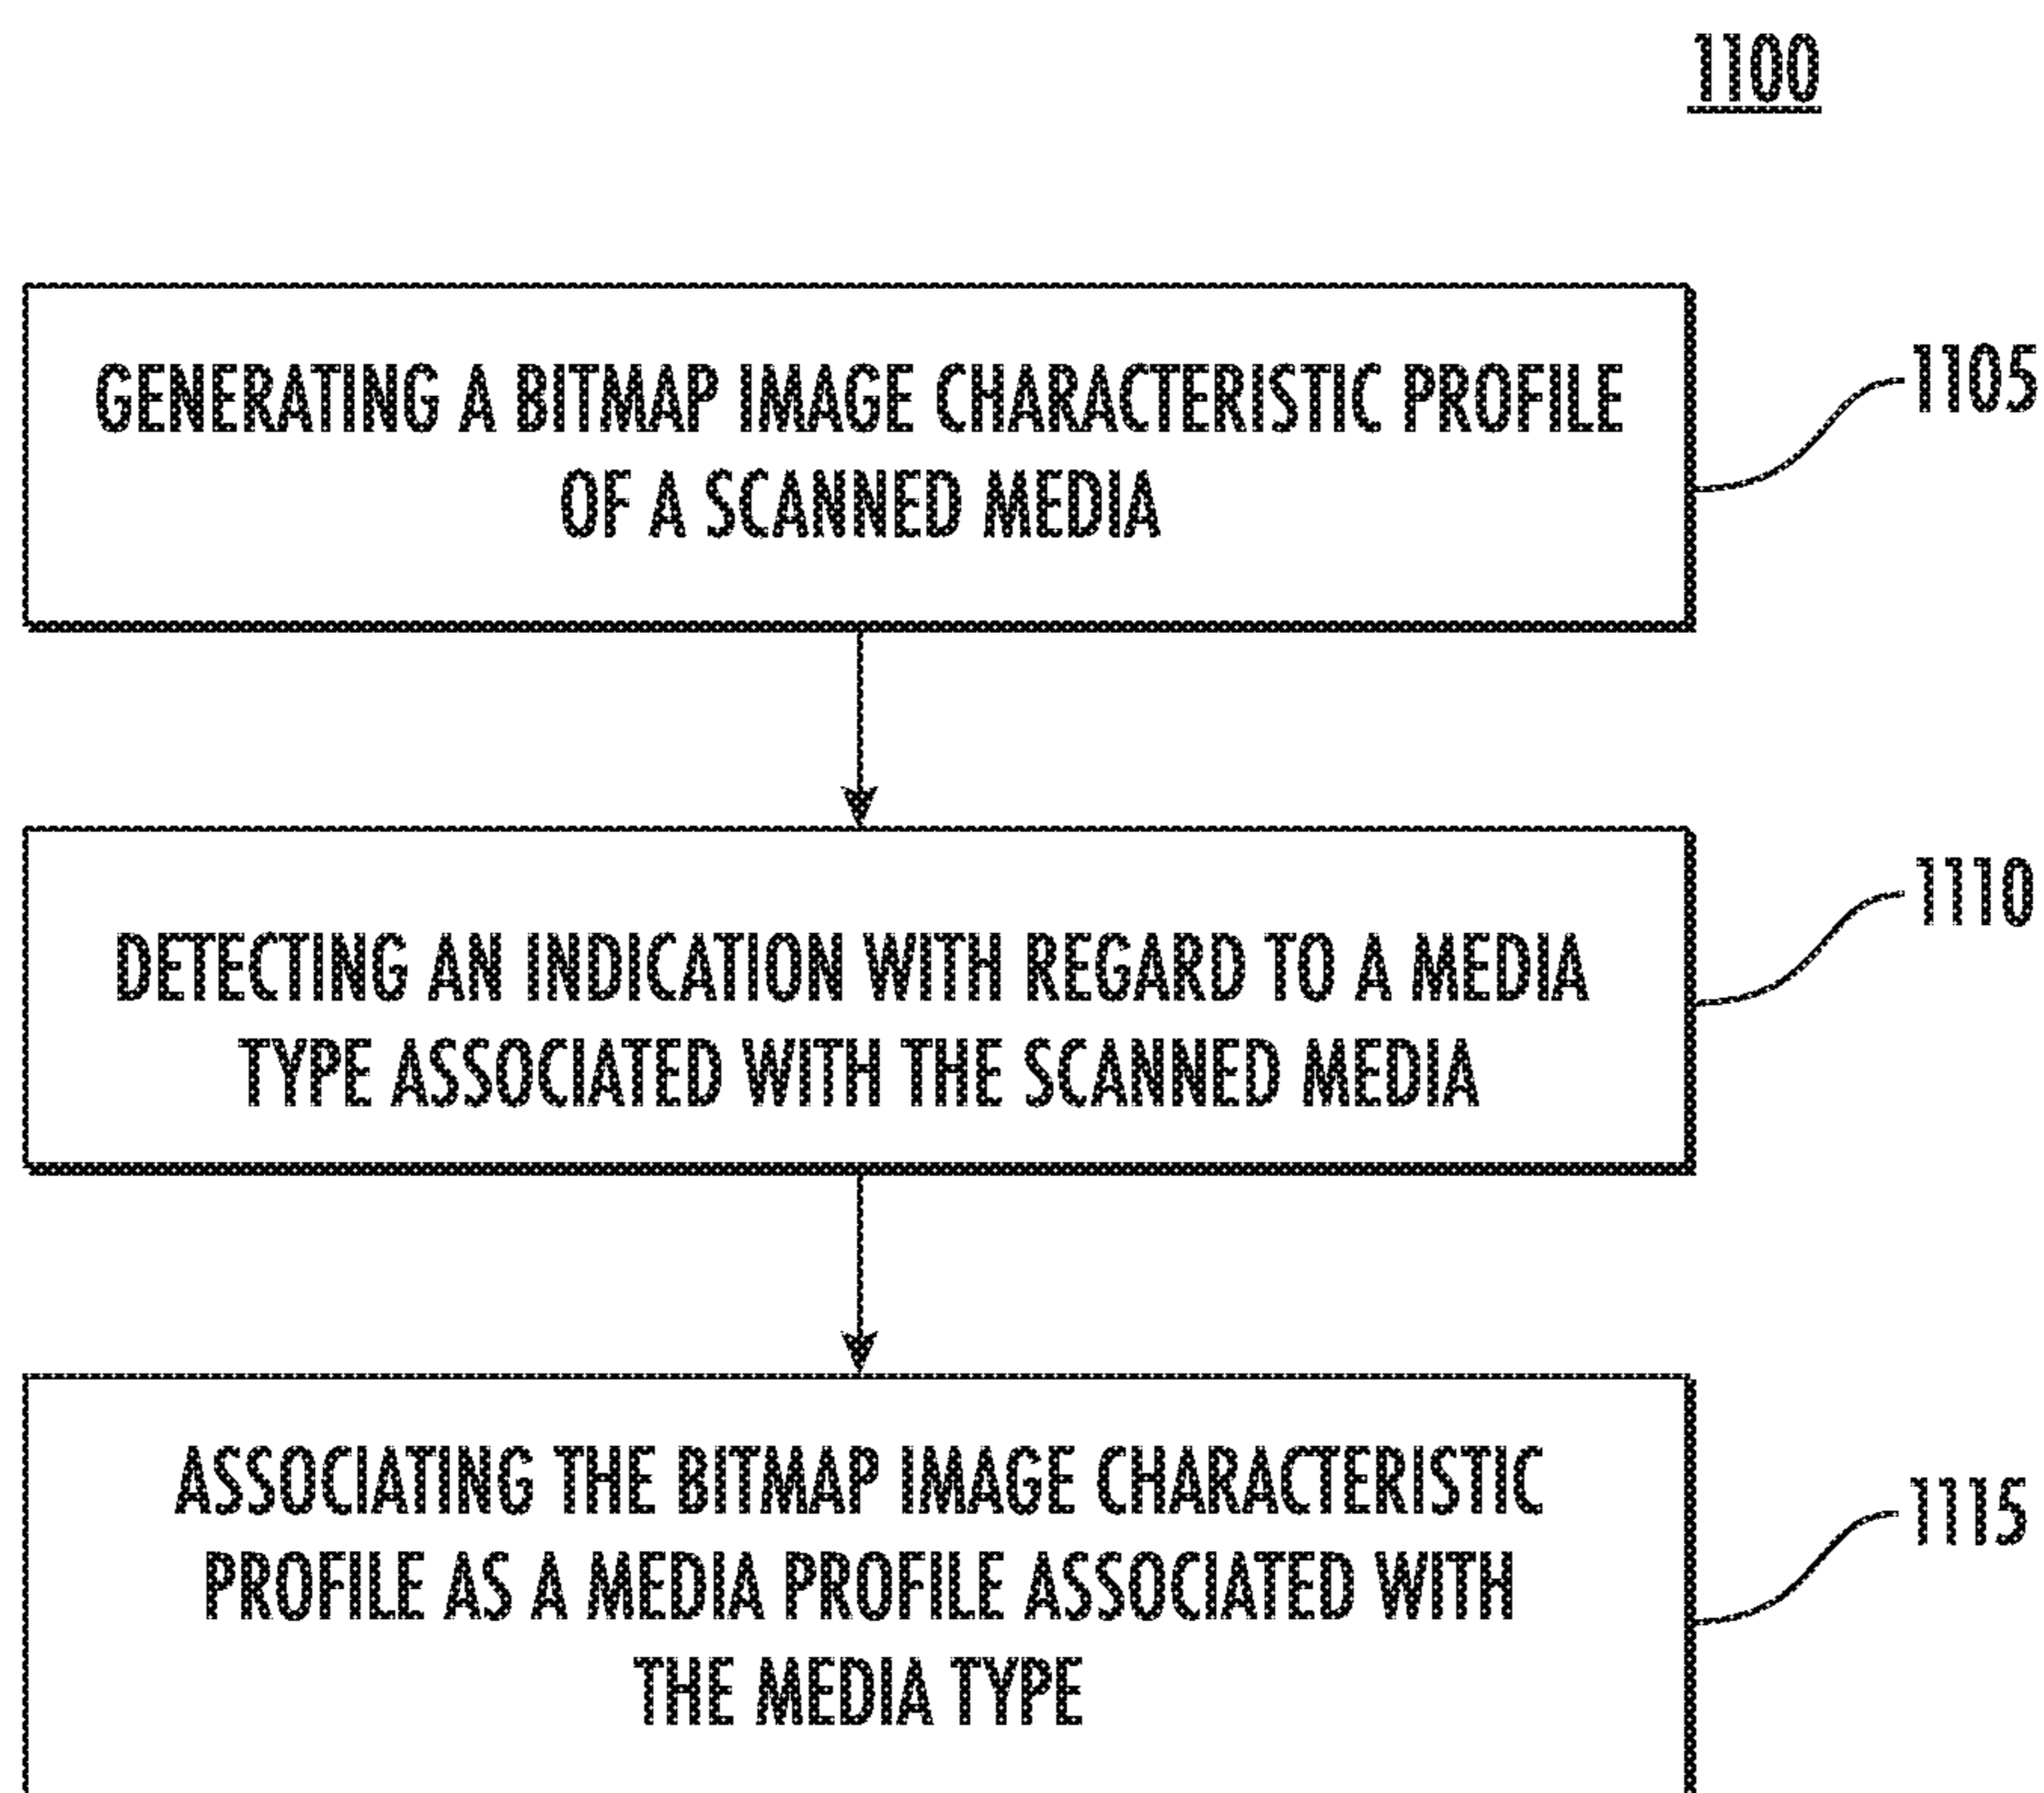 1100
GENERATING A BITMAP IMAGE CHARACTERISTIC PROFILE
OF A SCANNED MEDIA
1105
DETECTING AN INDICATION WITH REGARD TO A MEDIA
TYPE ASSOCIATED WITH THE SCANNED MEDIA
1110
ASSOCIATING THE BITMAP IMAGE CHARACTERISTIC
PROFILE AS A MEDIA PROFILE ASSOCIATED WITH
THE MEDIA TYPE
1115